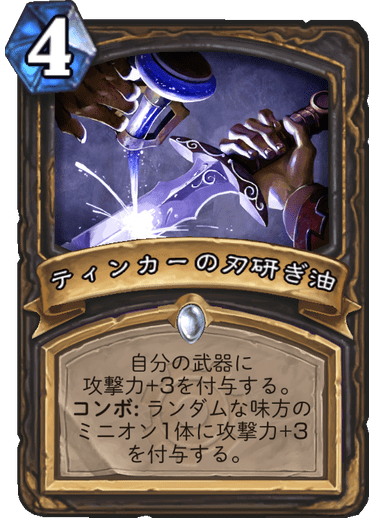 4
ティンカーの刃研ぎ油
自分の武器に
攻撃力+3を付与する。
コンボ: ランダムな味方の
ミニオン1体に攻撃力+3
を付与する。